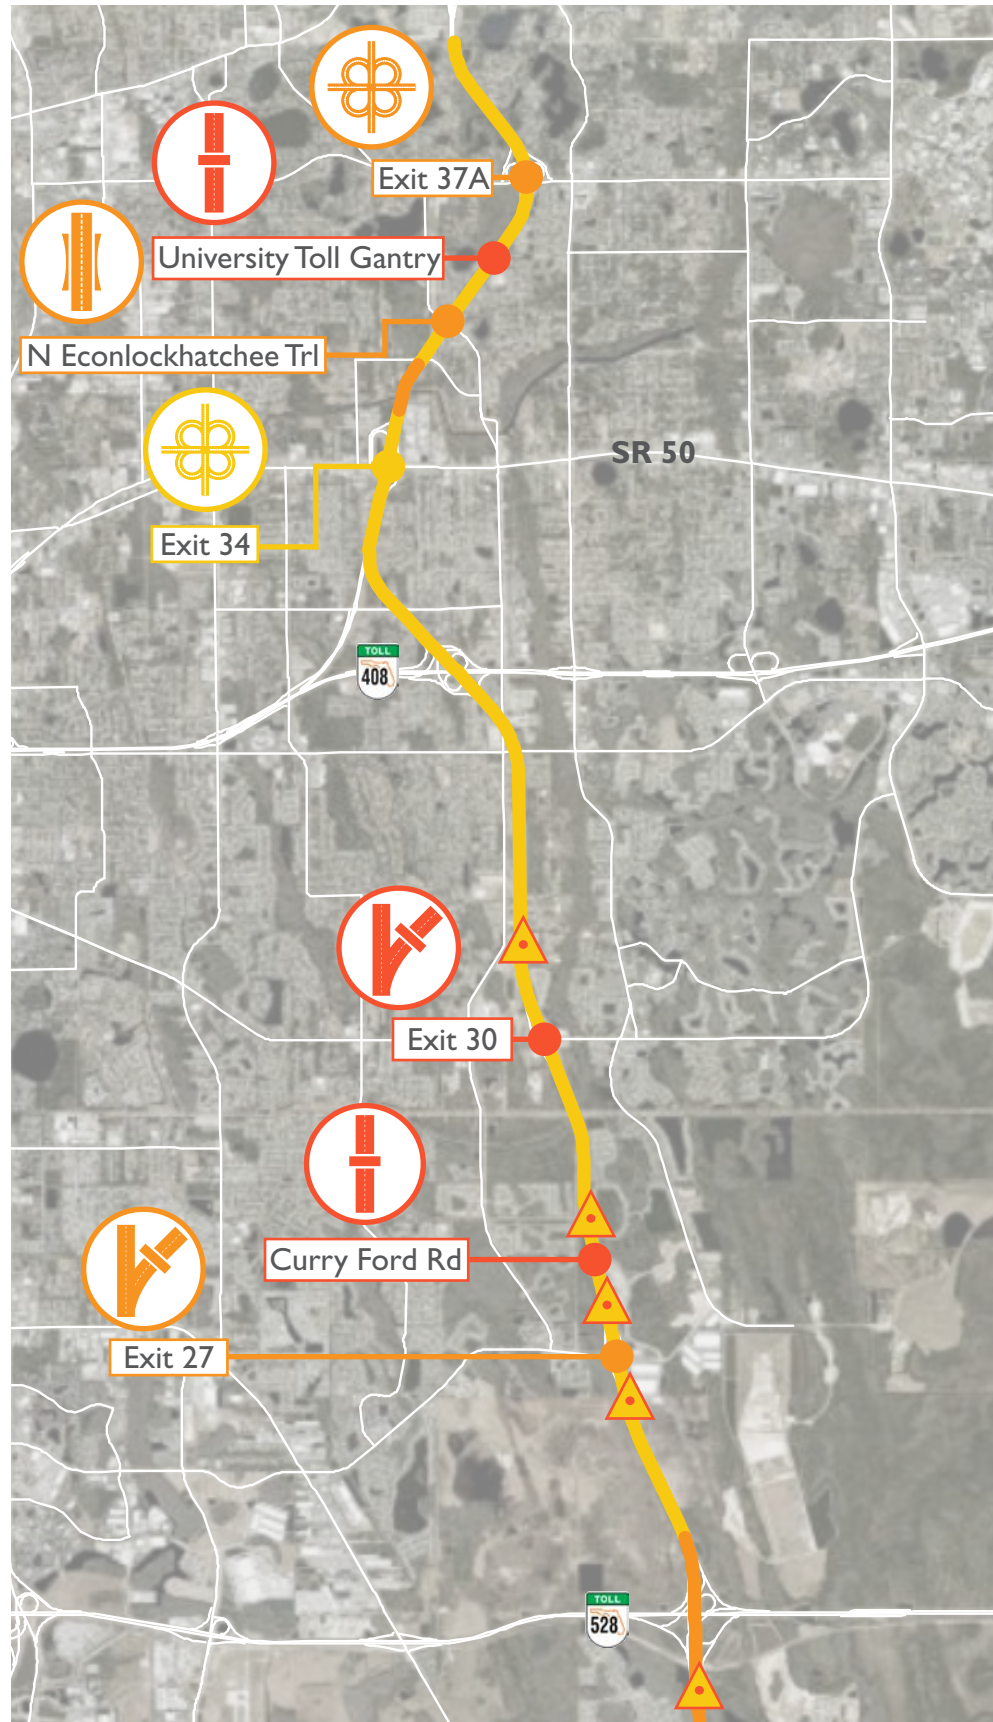 Exit 37A
University Toll Gantry
N Econlockhatchee Trl
SR 50
Exit 34
TOLL
408
Exit 30
Curry Ford Rd
Exit 27
TOLL
528